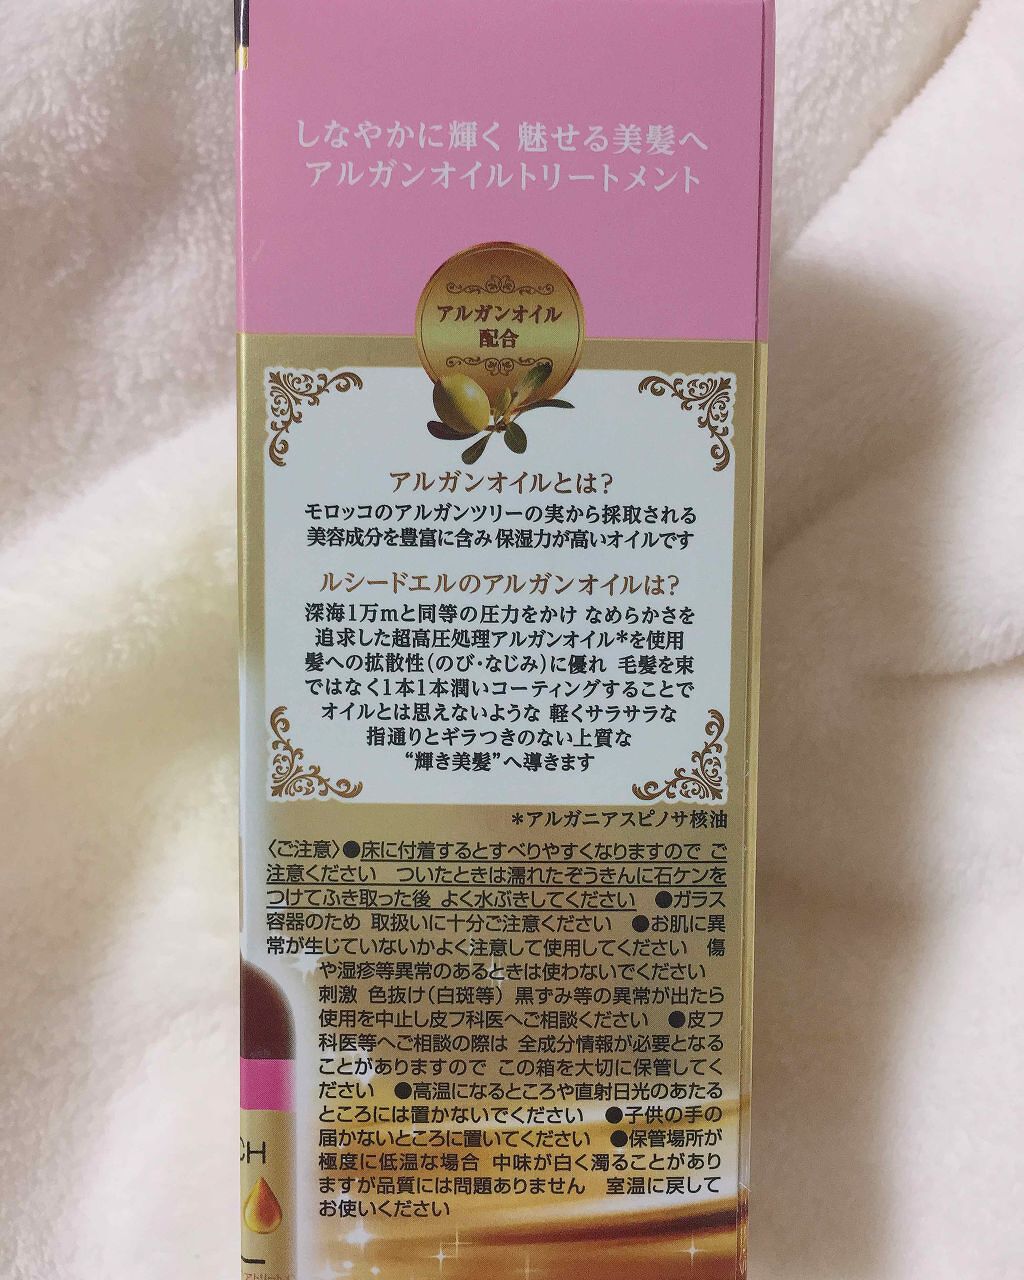 しなやかに輝く 魅せる美髪へ
アルガンオイルトリートメント
アルガンオイル
配合
アルガンオイルとは?
モロッコのアルガンツリーの実から採取される
美容成分を豊富に含み 保湿力が高いオイルです
ルシードエルのアルガンオイルは?
深海1万mと同等の圧力をかけ なめらかさを
追求した超高圧処理アルガンオイル*を使用
髪への拡散性(のび・なじみ)に優れ 毛髪を束
ではなく1本1本潤いコーティングすることで
オイルとは思えないような 軽くサラサラな
指通りとギラつきのない上質な
“輝き美髪”へ導きます
*アルガニアスピノサ核油
〈ご注意〉●床に付着するとすべりやすくなりますので ご
注意ください ついたときは濡れたぞうきんに石ケンを
つけてふき取った後 よく水ぶきしてください ●ガラス
容器のため 取扱いに十分ご注意ください ●お肌に異
常が生じていないかよく注意して使用してください 傷
や湿疹等異常のあるときは使わないでください
刺激 色抜け(白斑等) 黒ずみ等の異常が出たら
使用を中止し皮フ科医へご相談ください ●皮フ
科医等へご相談の際は 全成分情報が必要となる
ことがありますので この箱を大切に保管してく
ださい ●高温になるところや直射日光のあたる
ところには置かないでください ●子供の手の
届かないところに置いてください ●保管場所が
極度に低温な場合 中味が白く濁ることがあり
ますが品質には問題ありません 室温に戻して
お使いください
CH